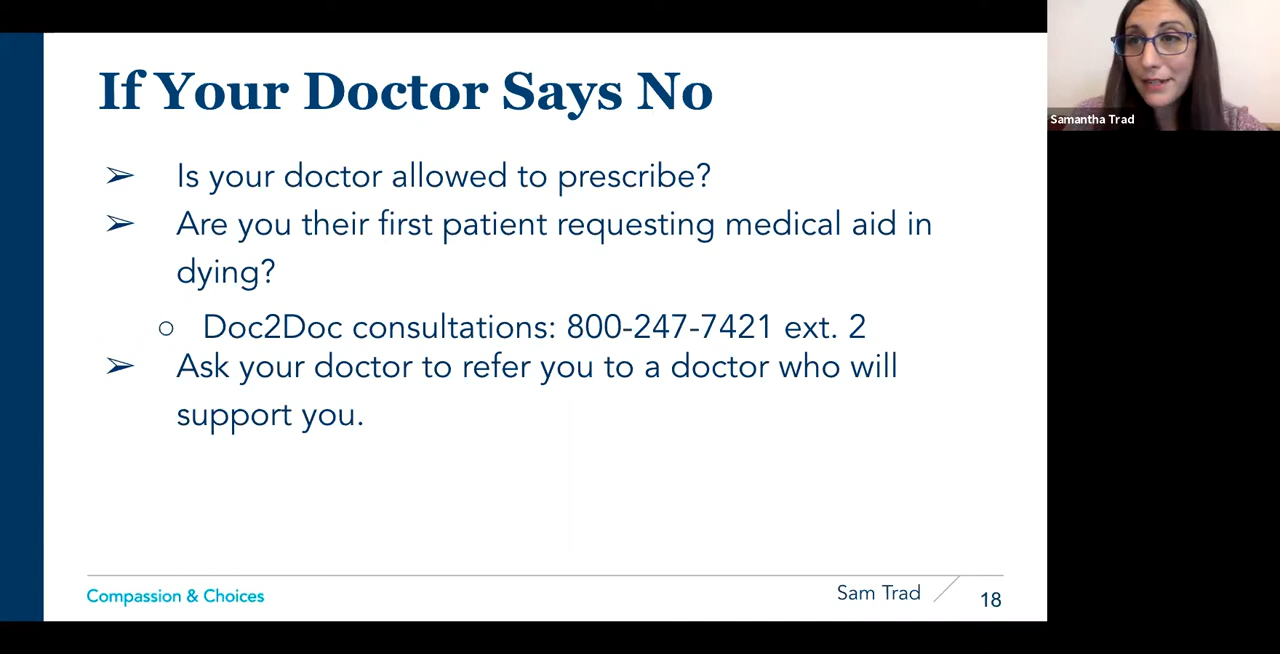 If Your Doctor Says No
Samantha Trad
➢ Is your doctor allowed to prescribe?
➢ Are you their first patient requesting medical aid in
dying?
○ Doc2Doc consultations: 800-247-7421 ext. 2
➢ Ask your doctor to refer you to a doctor who will
support you.
Compassion & Choices
Sam Trad
18